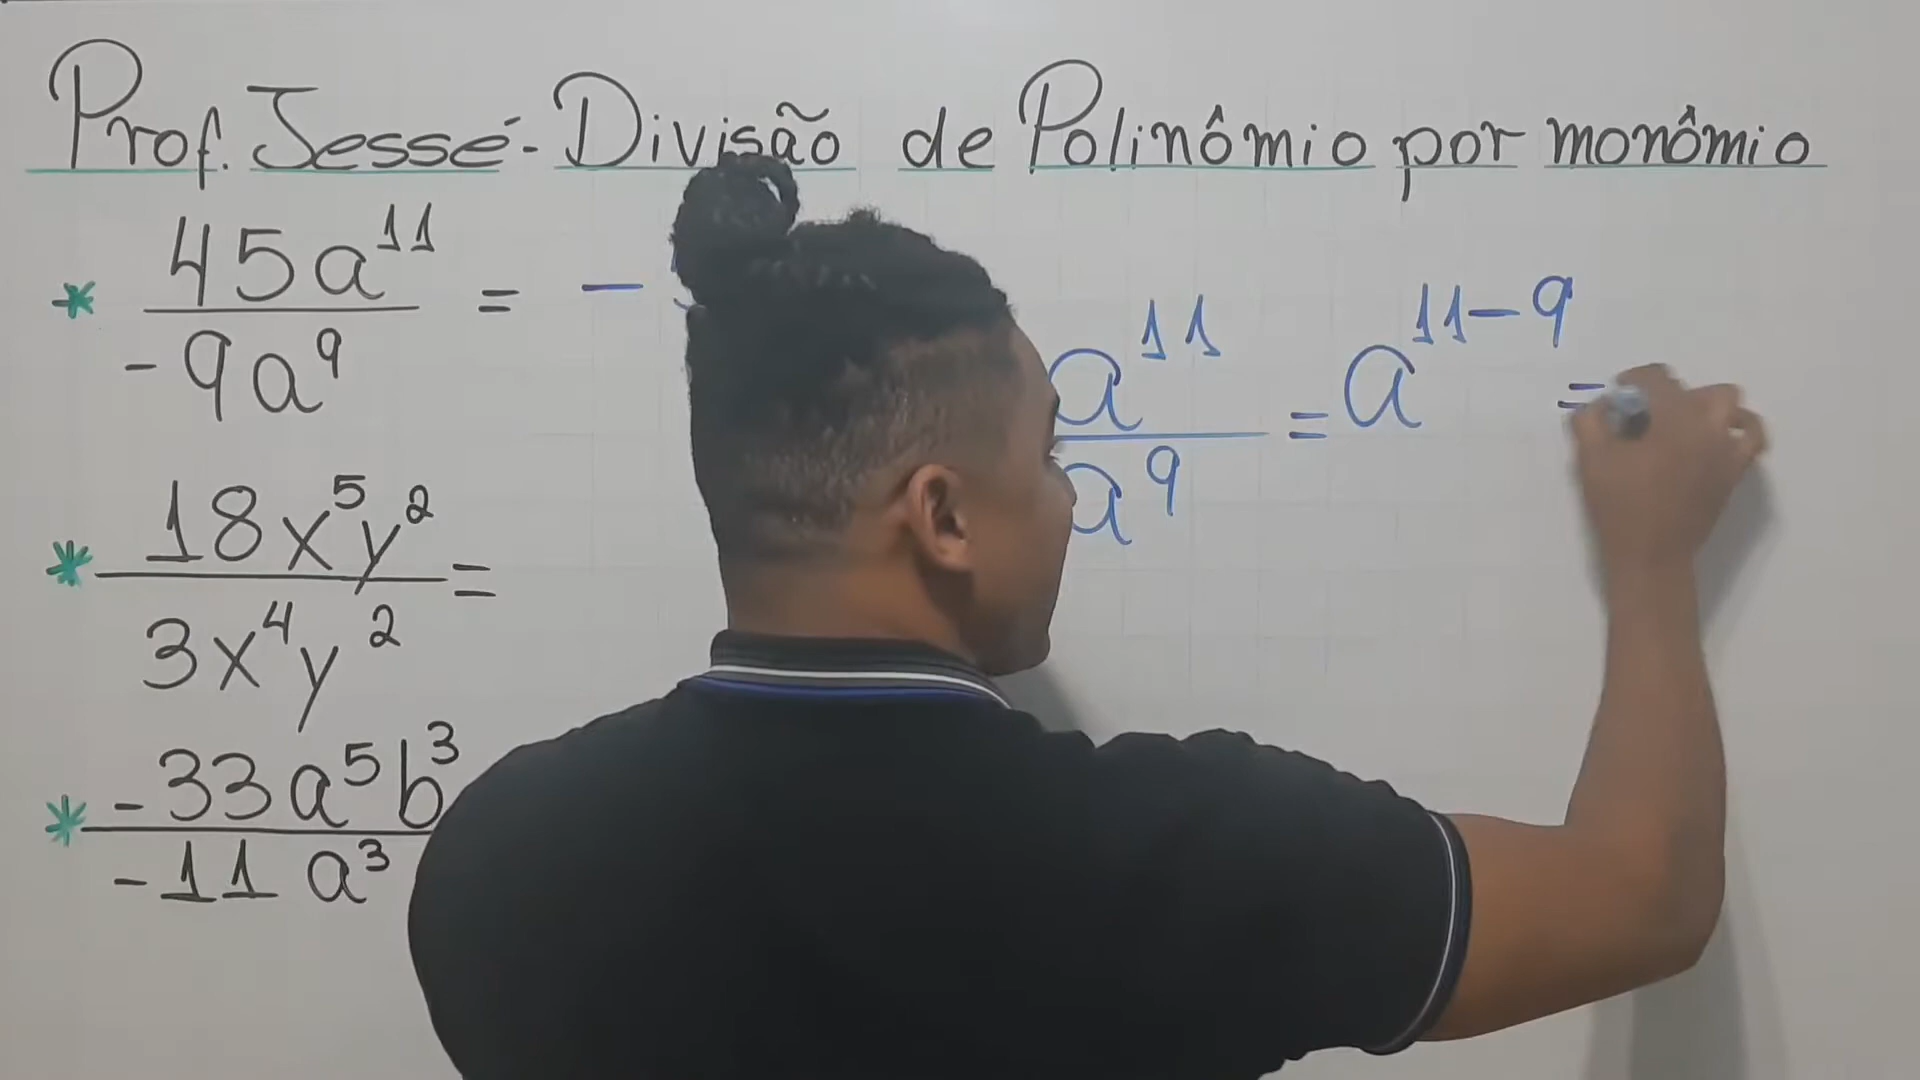 Prof. Jessé - Divisão de Polinômio por monômio
* 45a¹¹ / -9a⁹ = -
a¹¹ / a⁹ = a¹¹⁻⁹ =
* 18x⁵y² / 3x⁴y² =
* -33a⁵b³ / -11a³